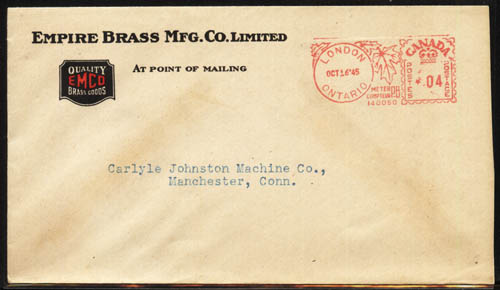 EMPIRE BRASS MFG. CO. LIMITED
AT POINT OF MAILING
QUALITY
EMCO
BRASS GOODS
LONDON
OCT 16 '45
ONTARIO
CANADA
POSTES
.04
POSTAGE
METER
140050
Carlyle Johnston Machine Co.,
Manchester, Conn.